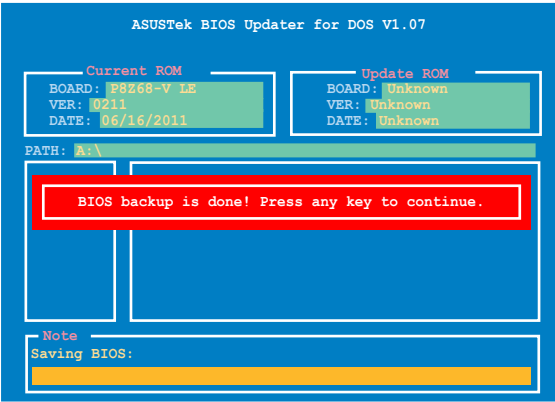 ASUSTek BIOS Updater for DOS V1.07
Current ROM
BOARD: P8Z68-V LE
VER: 0211
DATE: 06/16/2011
Update ROM
BOARD: Unknown
VER: Unknown
DATE: Unknown
PATH: A:\
BIOS backup is done! Press any key to continue.
Note
Saving BIOS: